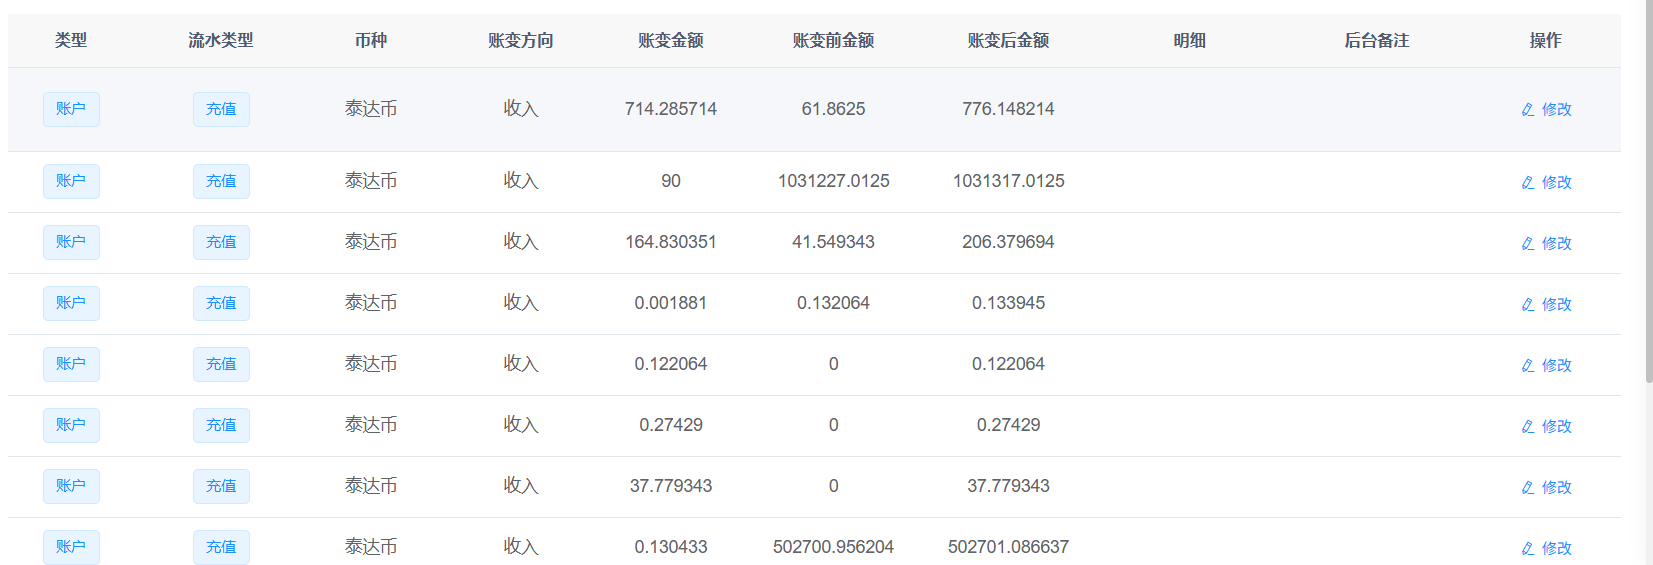 类型 流水类型 币种 账变方向 账变金额 账变前金额 账变后金额 明细 后台备注 操作
账户 充值 泰达币 收入 714.285714 61.8625 776.148214 修改
账户 充值 泰达币 收入 90 1031227.0125 1031317.0125 修改
账户 充值 泰达币 收入 164.830351 41.549343 206.379694 修改
账户 充值 泰达币 收入 0.001881 0.132064 0.133945 修改
账户 充值 泰达币 收入 0.122064 0 0.122064 修改
账户 充值 泰达币 收入 0.27429 0 0.27429 修改
账户 充值 泰达币 收入 37.779343 0 37.779343 修改
账户 充值 泰达币 收入 0.130433 502700.956204 502701.086637 修改